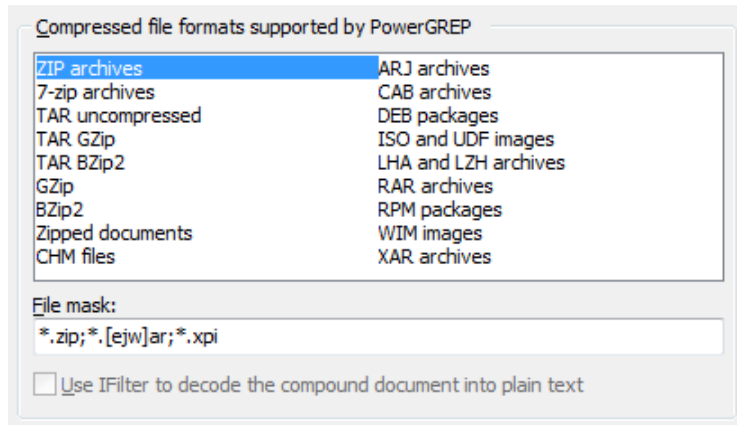 Compressed file formats supported by PowerGREP
ZIP archives
7-zip archives
TAR uncompressed
TAR GZip
TAR BZip2
GZip
BZip2
Zipped documents
CHM files
ARJ archives
CAB archives
DEB packages
ISO and UDF images
LHA and LZH archives
RAR archives
RPM packages
WIM images
XAR archives
File mask:
*.zip;*.[ejw]ar;*.xpi
Use IFilter to decode the compound document into plain text